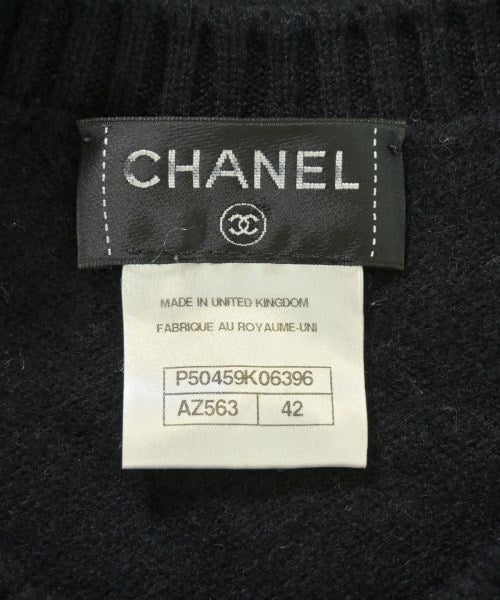 CHANEL
MADE IN UNITED KINGDOM
FABRIQUE AU ROYAUME-UNI
P50459K06396
AZ563 42